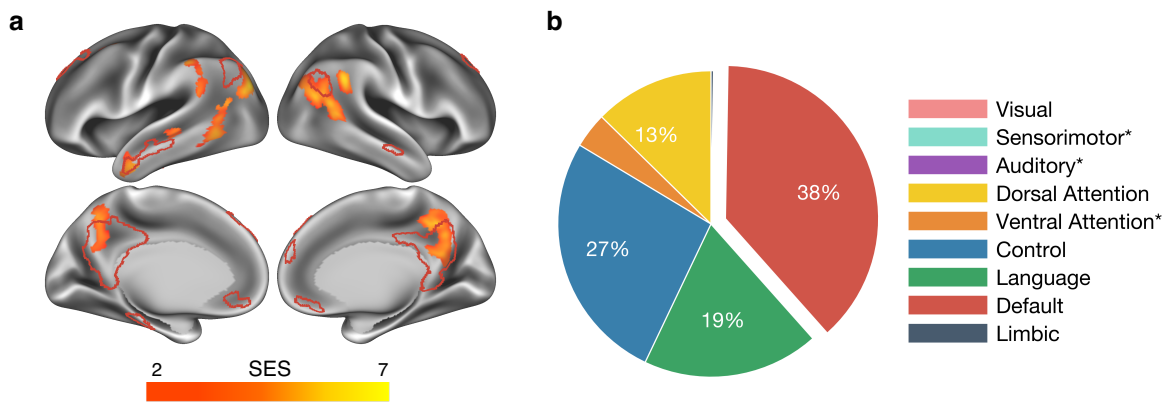 a
b
2 SES 7
38%
19%
27%
13%
Visual
Sensorimotor*
Auditory*
Dorsal Attention
Ventral Attention*
Control
Language
Default
Limbic